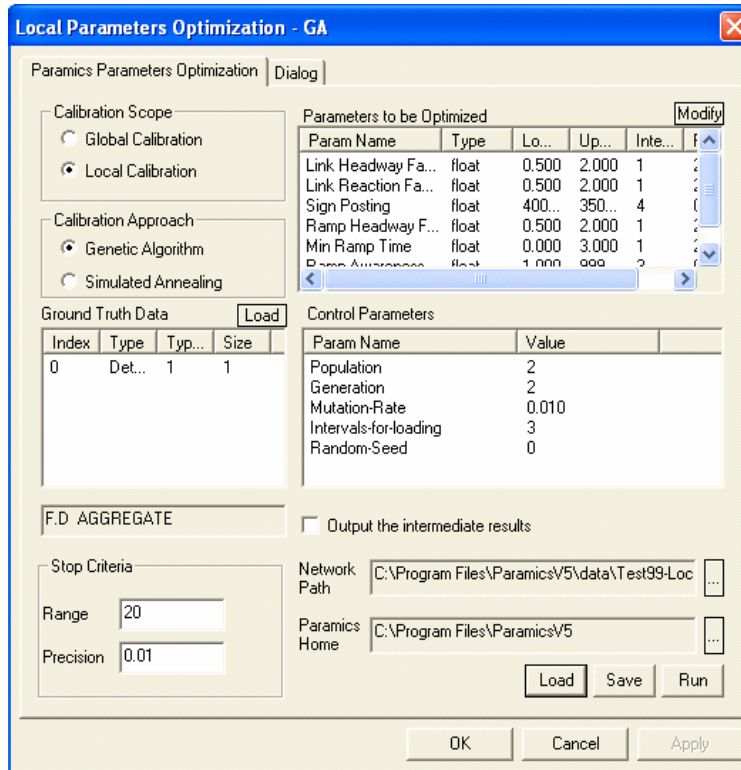 Local Parameters Optimization - GA
Paramics Parameters Optimization
Dialog
Calibration Scope
Global Calibration
Local Calibration
Calibration Approach
Genetic Algorithm
Simulated Annealing
Parameters to be Optimized
Modify
Param Name Type Lo... Up... Inte...
Link Headway Fa... float 0.500 2.000 1
Link Reaction Fa... float 0.500 2.000 1
Sign Posting float 400... 350... 4
Ramp Headway F... float 0.500 2.000 1
Min Ramp Time float 0.000 3.000 1
Ramp Awareness float 1.000 999
Ground Truth Data
Load
Index Type Typ... Size
0 Det... 1 1
Control Parameters
Param Name Value
Population 2
Generation 2
Mutation-Rate 0.010
Intervals-for-loading 3
Random-Seed 0
F.D AGGREGATE
Output the intermediate results
Stop Criteria
Range 20
Precision 0.01
Network Path C:\Program Files\ParamicsV5\data\Test99-Loc ...
Paramics Home C:\Program Files\ParamicsV5 ...
Load Save Run
OK Cancel Apply